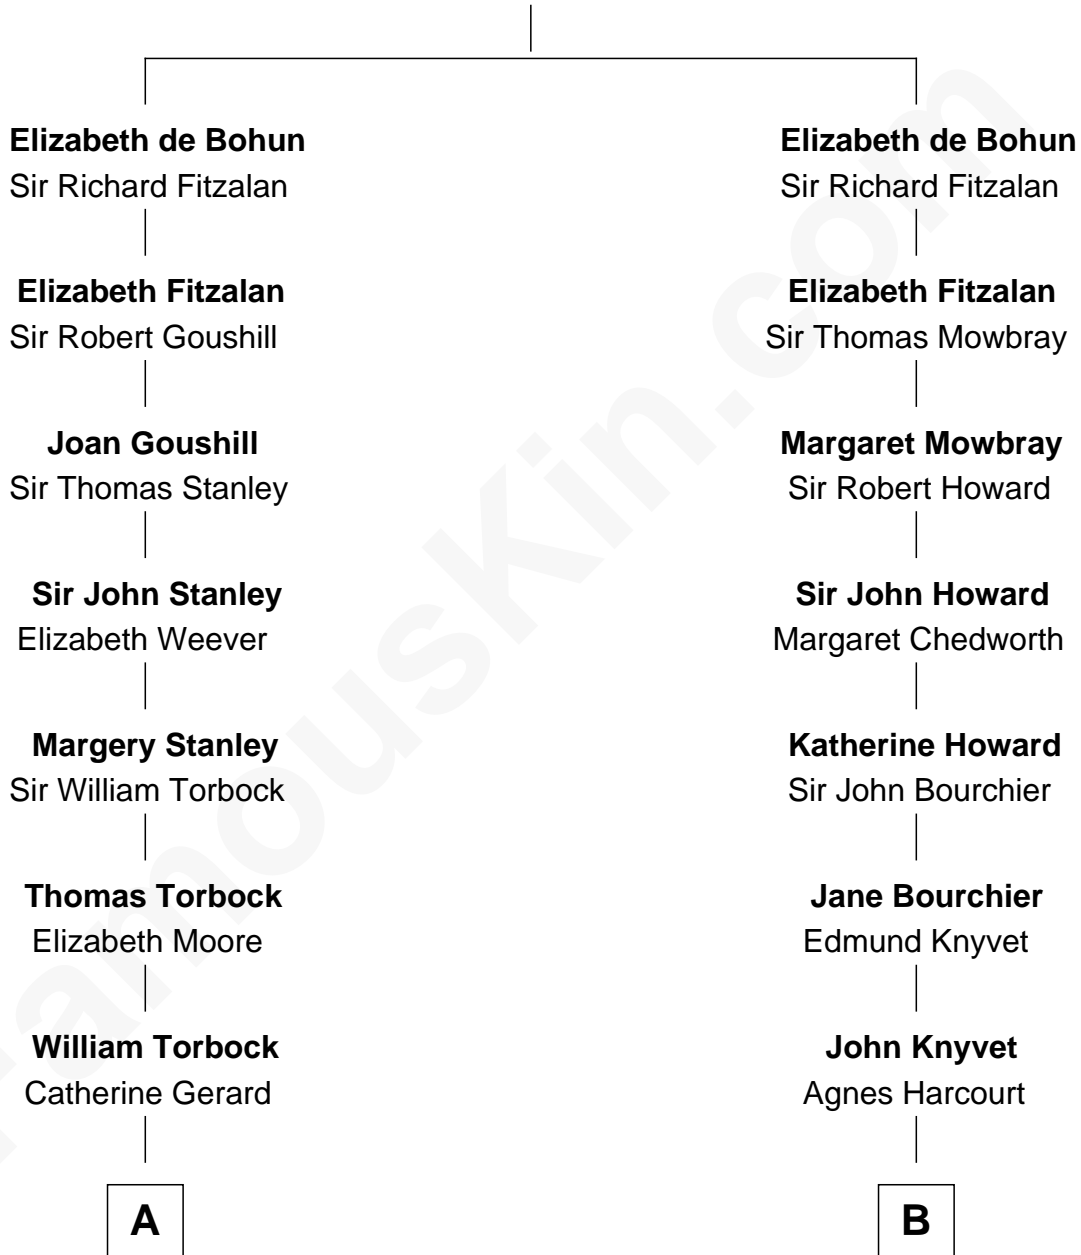 Elizabeth de Bohun
Sir Richard Fitzalan
Elizabeth Fitzalan
Sir Robert Goushill
Joan Goushill
Sir Thomas Stanley
Sir John Stanley
Elizabeth Weever
Margery Stanley
Sir William Torbock
Thomas Torbock
Elizabeth Moore
William Torbock
Catherine Gerard
A
Elizabeth de Bohun
Sir Richard Fitzalan
Elizabeth Fitzalan
Sir Thomas Mowbray
Margaret Mowbray
Sir Robert Howard
Sir John Howard
Margaret Chedworth
Katherine Howard
Sir John Bourchier
Jane Bourchier
Edmund Knyvet
John Knyvet
Agnes Harcourt
B
FamousKin.com